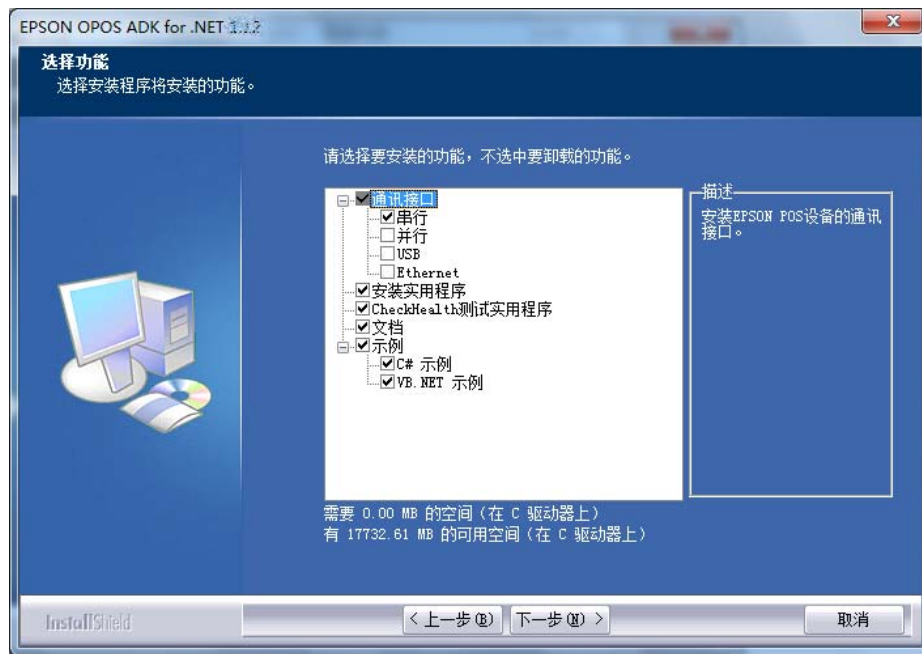 EPSON OPOS ADK for .NET 1.12
选择功能
选择安装程序将安装的功能。
请选择要安装的功能，不选中要卸载的功能。
通讯接口
串行
并行
USB
Ethernet
安装实用程序
CheckHealth测试实用程序
文档
示例
C# 示例
VB.NET 示例
描述
安装EPSON POS设备的通讯
接口。
需要 0.00 MB 的空间（在 C 驱动器上）
有 17732.61 MB 的可用空间（在 C 驱动器上）
InstallShield
< 上一步(B)
下一步(N) >
取消